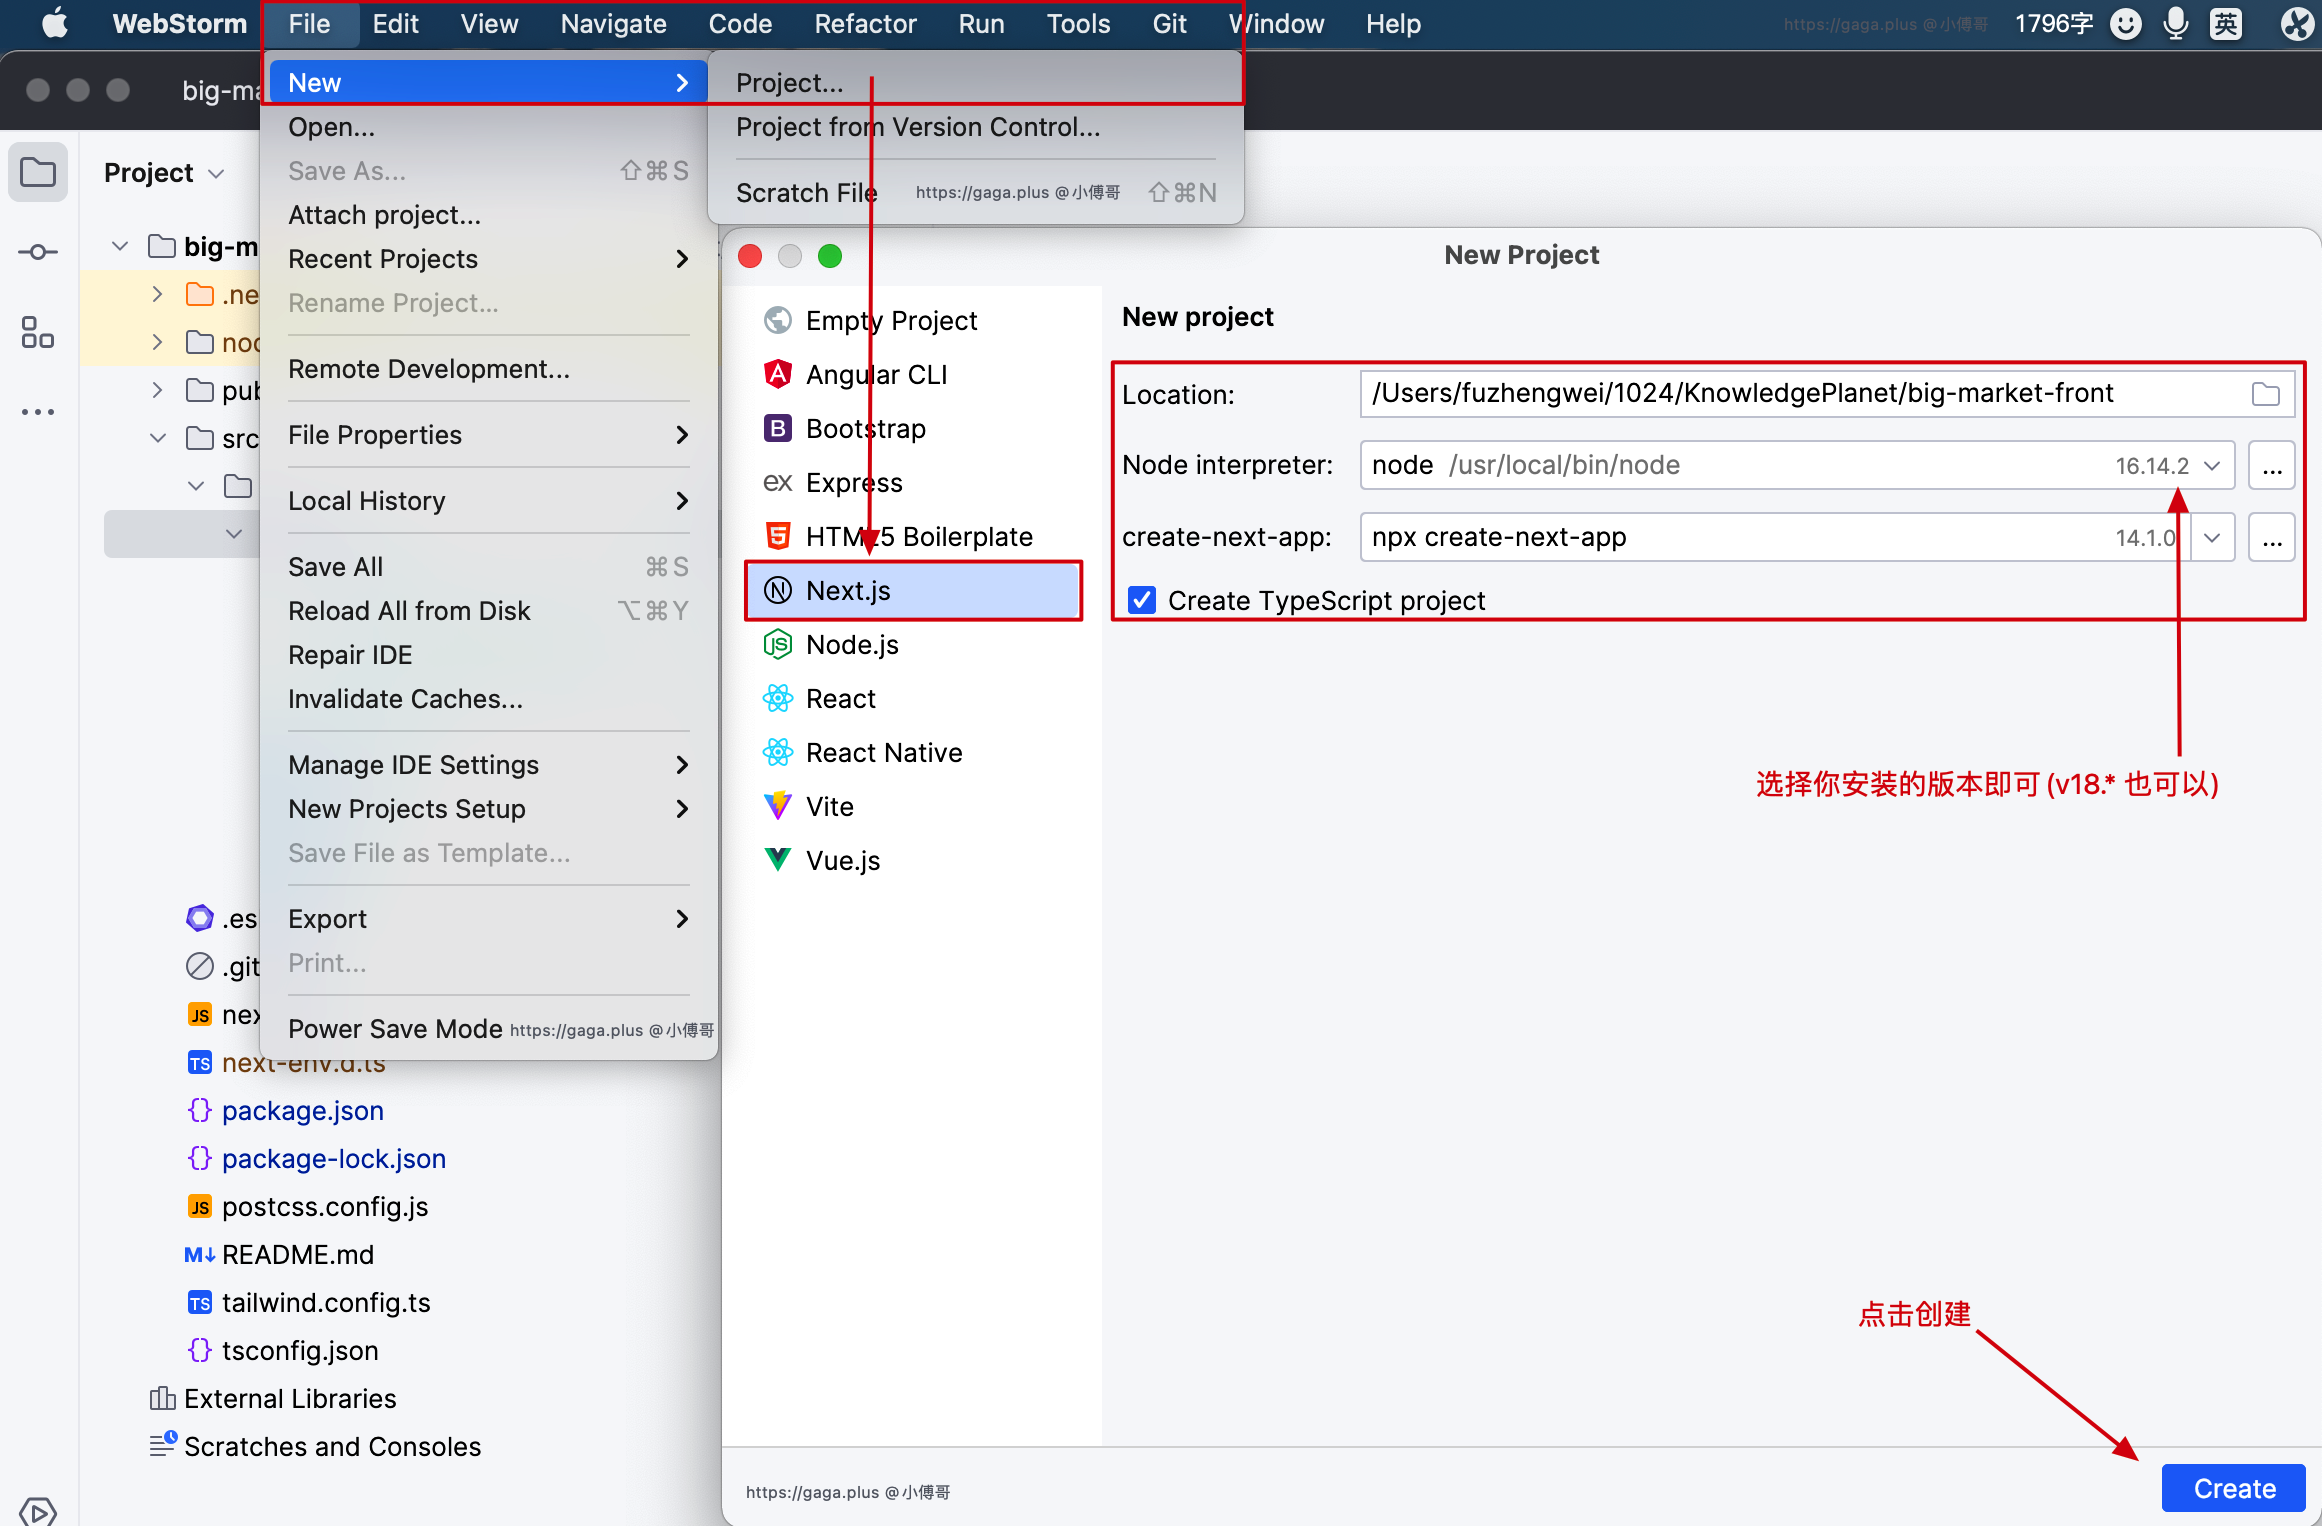 WebStorm File Edit View Navigate Code Refactor Run Tools Git Window Help https://gaga.plus @小傅哥 1796字 英
big-ma
New
Open...
Save As... ⇧⌘S
Attach project...
Recent Projects
Rename Project...
Remote Development...
File Properties
Local History
Save All ⌘S
Reload All from Disk ⌥⌘Y
Repair IDE
Invalidate Caches...
Manage IDE Settings
New Projects Setup
Save File as Template...
Export
Print...
Power Save Mode https://gaga.plus @小傅哥
Project...
Project from Version Control...
Scratch File https://gaga.plus @小傅哥 ⇧⌘N
Project
big-m
.ne
noc
pub
src
.es
.git
nex
next-env.d.ts
package.json
package-lock.json
postcss.config.js
README.md
tailwind.config.ts
tsconfig.json
External Libraries
Scratches and Consoles
New Project
Empty Project
Angular CLI
Bootstrap
Express
HTML5 Boilerplate
Next.js
Node.js
React
React Native
Vite
Vue.js
New project
Location: /Users/fuzhengwei/1024/KnowledgePlanet/big-market-front
Node interpreter: node /usr/local/bin/node 16.14.2 ...
create-next-app: npx create-next-app 14.1.0 ...
Create TypeScript project
选择你安装的版本即可(v18.* 也可以)
点击创建
https://gaga.plus @小傅哥
Create